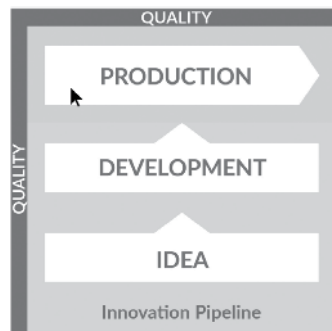 QUALITY
PRODUCTION
QUALITY
DEVELOPMENT
IDEA
Innovation Pipeline